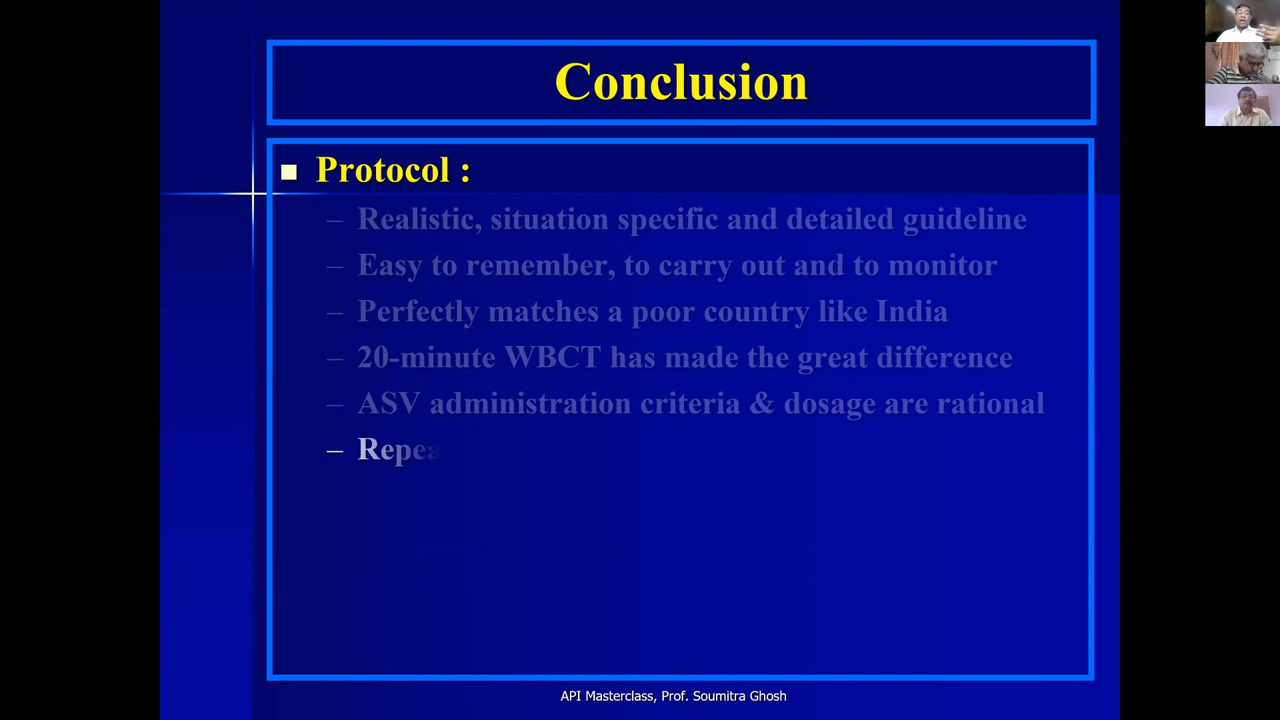 Conclusion
■ Protocol :
– Realistic, situation specific and detailed guideline
– Easy to remember, to carry out and to monitor
– Perfectly matches a poor country like India
– 20-minute WBCT has made the great difference
– ASV administration criteria & dosage are rational
– Repea
API Masterclass, Prof. Soumitra Ghosh